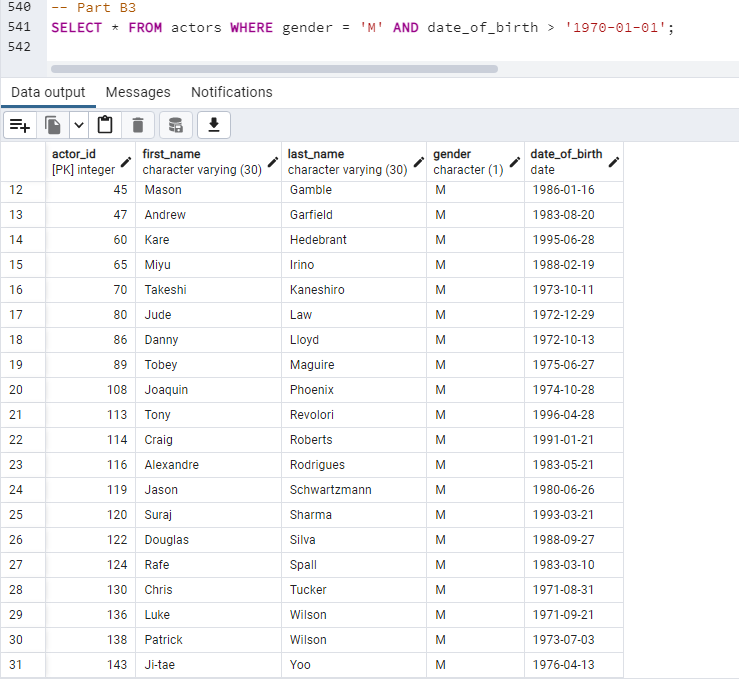 540 -- Part B3
541 SELECT * FROM actors WHERE gender = 'M' AND date_of_birth > '1970-01-01';
542
Data output Messages Notifications
actor_id first_name last_name gender date_of_birth
[PK] integer character varying (30) character varying (30) character (1) date
12 45 Mason Gamble M 1986-01-16
13 47 Andrew Garfield M 1983-08-20
14 60 Kare Hedebrant M 1995-06-28
15 65 Miyu Irino M 1988-02-19
16 70 Takeshi Kaneshiro M 1973-10-11
17 80 Jude Law M 1972-12-29
18 86 Danny Lloyd M 1972-10-13
19 89 Tobey Maguire M 1975-06-27
20 108 Joaquin Phoenix M 1974-10-28
21 113 Tony Revolori M 1996-04-28
22 114 Craig Roberts M 1991-01-21
23 116 Alexandre Rodrigues M 1983-05-21
24 119 Jason Schwartzmann M 1980-06-26
25 120 Suraj Sharma M 1993-03-21
26 122 Douglas Silva M 1988-09-27
27 124 Rafe Spall M 1983-03-10
28 130 Chris Tucker M 1971-08-31
29 136 Luke Wilson M 1971-09-21
30 138 Patrick Wilson M 1973-07-03
31 143 Ji-tae Yoo M 1976-04-13